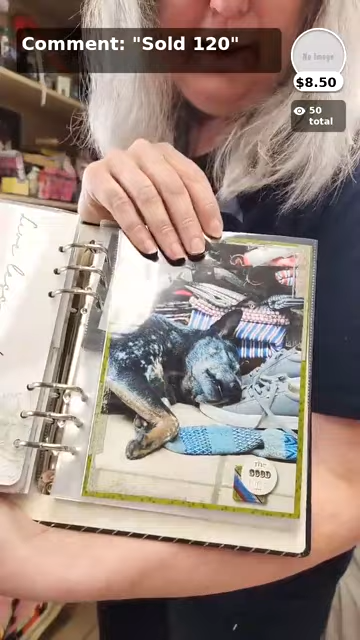 Comment: "Sold 120"
No Image
$8.50
50
total
the
GOOD